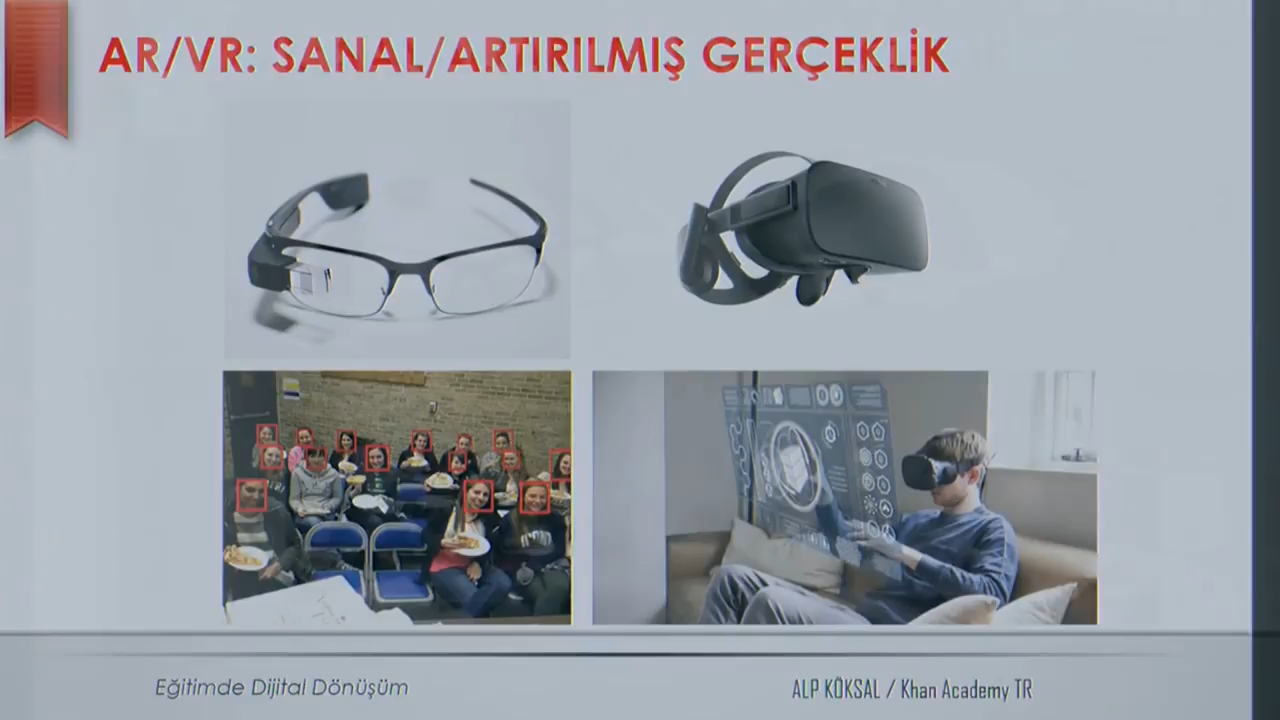 AR/VR: SANAL/ARTIRILMIŞ GERÇEKLİK
Eğitimde Dijital Dönüşüm
ALP KÖKSAL / Khan Academy TR